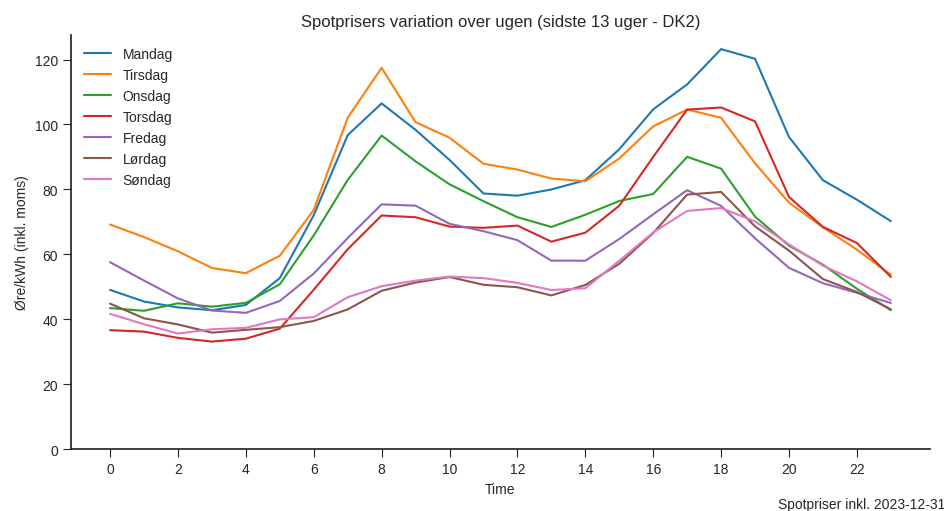 Spotprisers variation over ugen (sidste 13 uger - DK2)
Mandag
Tirsdag
Onsdag
Torsdag
Fredag
Lørdag
Søndag
Øre/kWh (inkl. moms)
120
100
80
60
40
20
0
0 2 4 6 8 10 12 14 16 18 20 22
Time
Spotpriser inkl. 2023-12-31